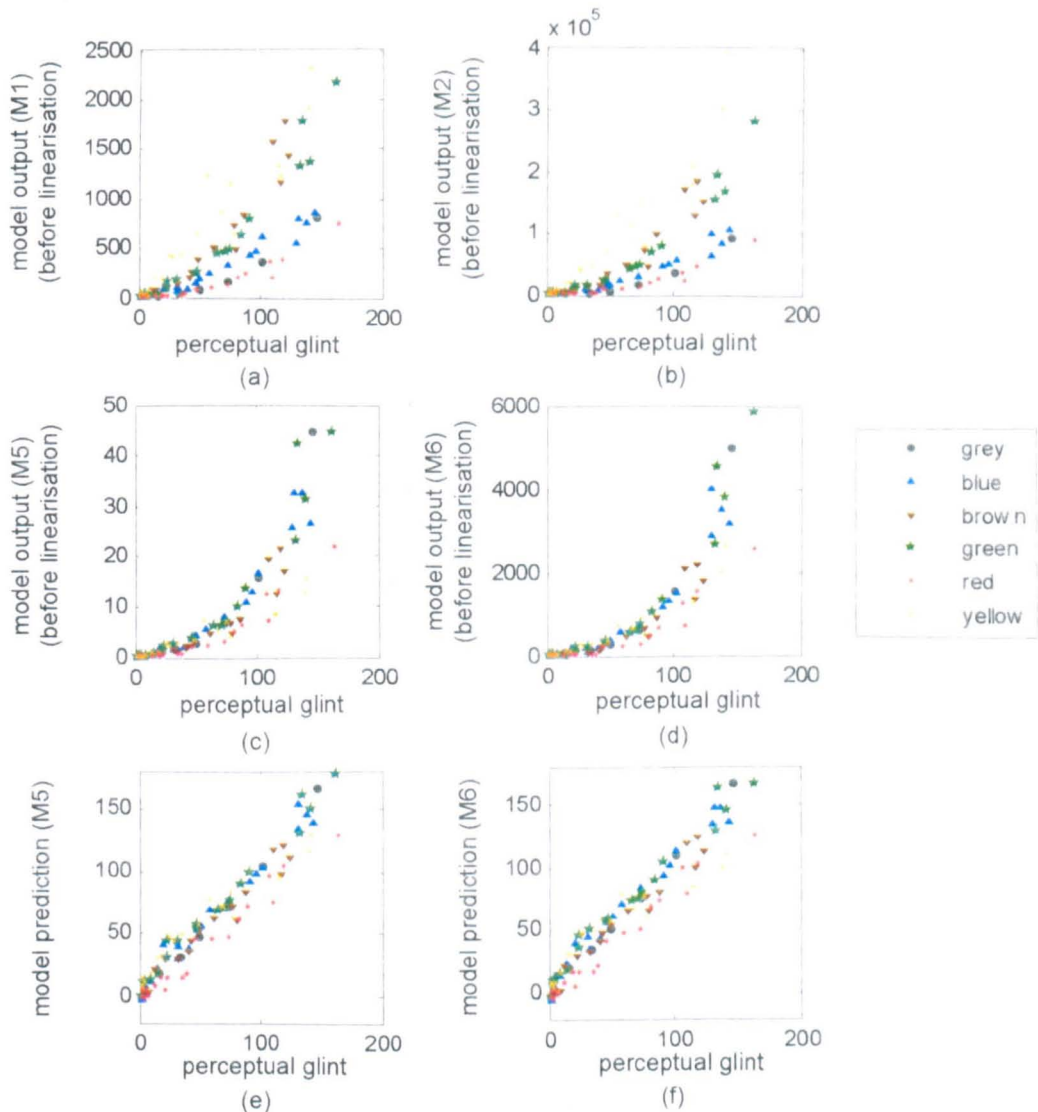 x 10^5
model output (M1)
(before linearisation)
2500
2000
1500
1000
500
0
0 100 200
perceptual glint
(a)
model output (M2)
(before linearisation)
4
3
2
1
0
0 100 200
perceptual glint
(b)
model output (M5)
(before linearisation)
50
40
30
20
10
0
0 100 200
perceptual glint
(c)
model output (M6)
(before linearisation)
6000
4000
2000
0
0 100 200
perceptual glint
(d)
grey
blue
brow n
green
red
yellow
model prediction (M5)
150
100
50
0
0 100 200
perceptual glint
(e)
model prediction (M6)
150
100
50
0
0 100 200
perceptual glint
(f)